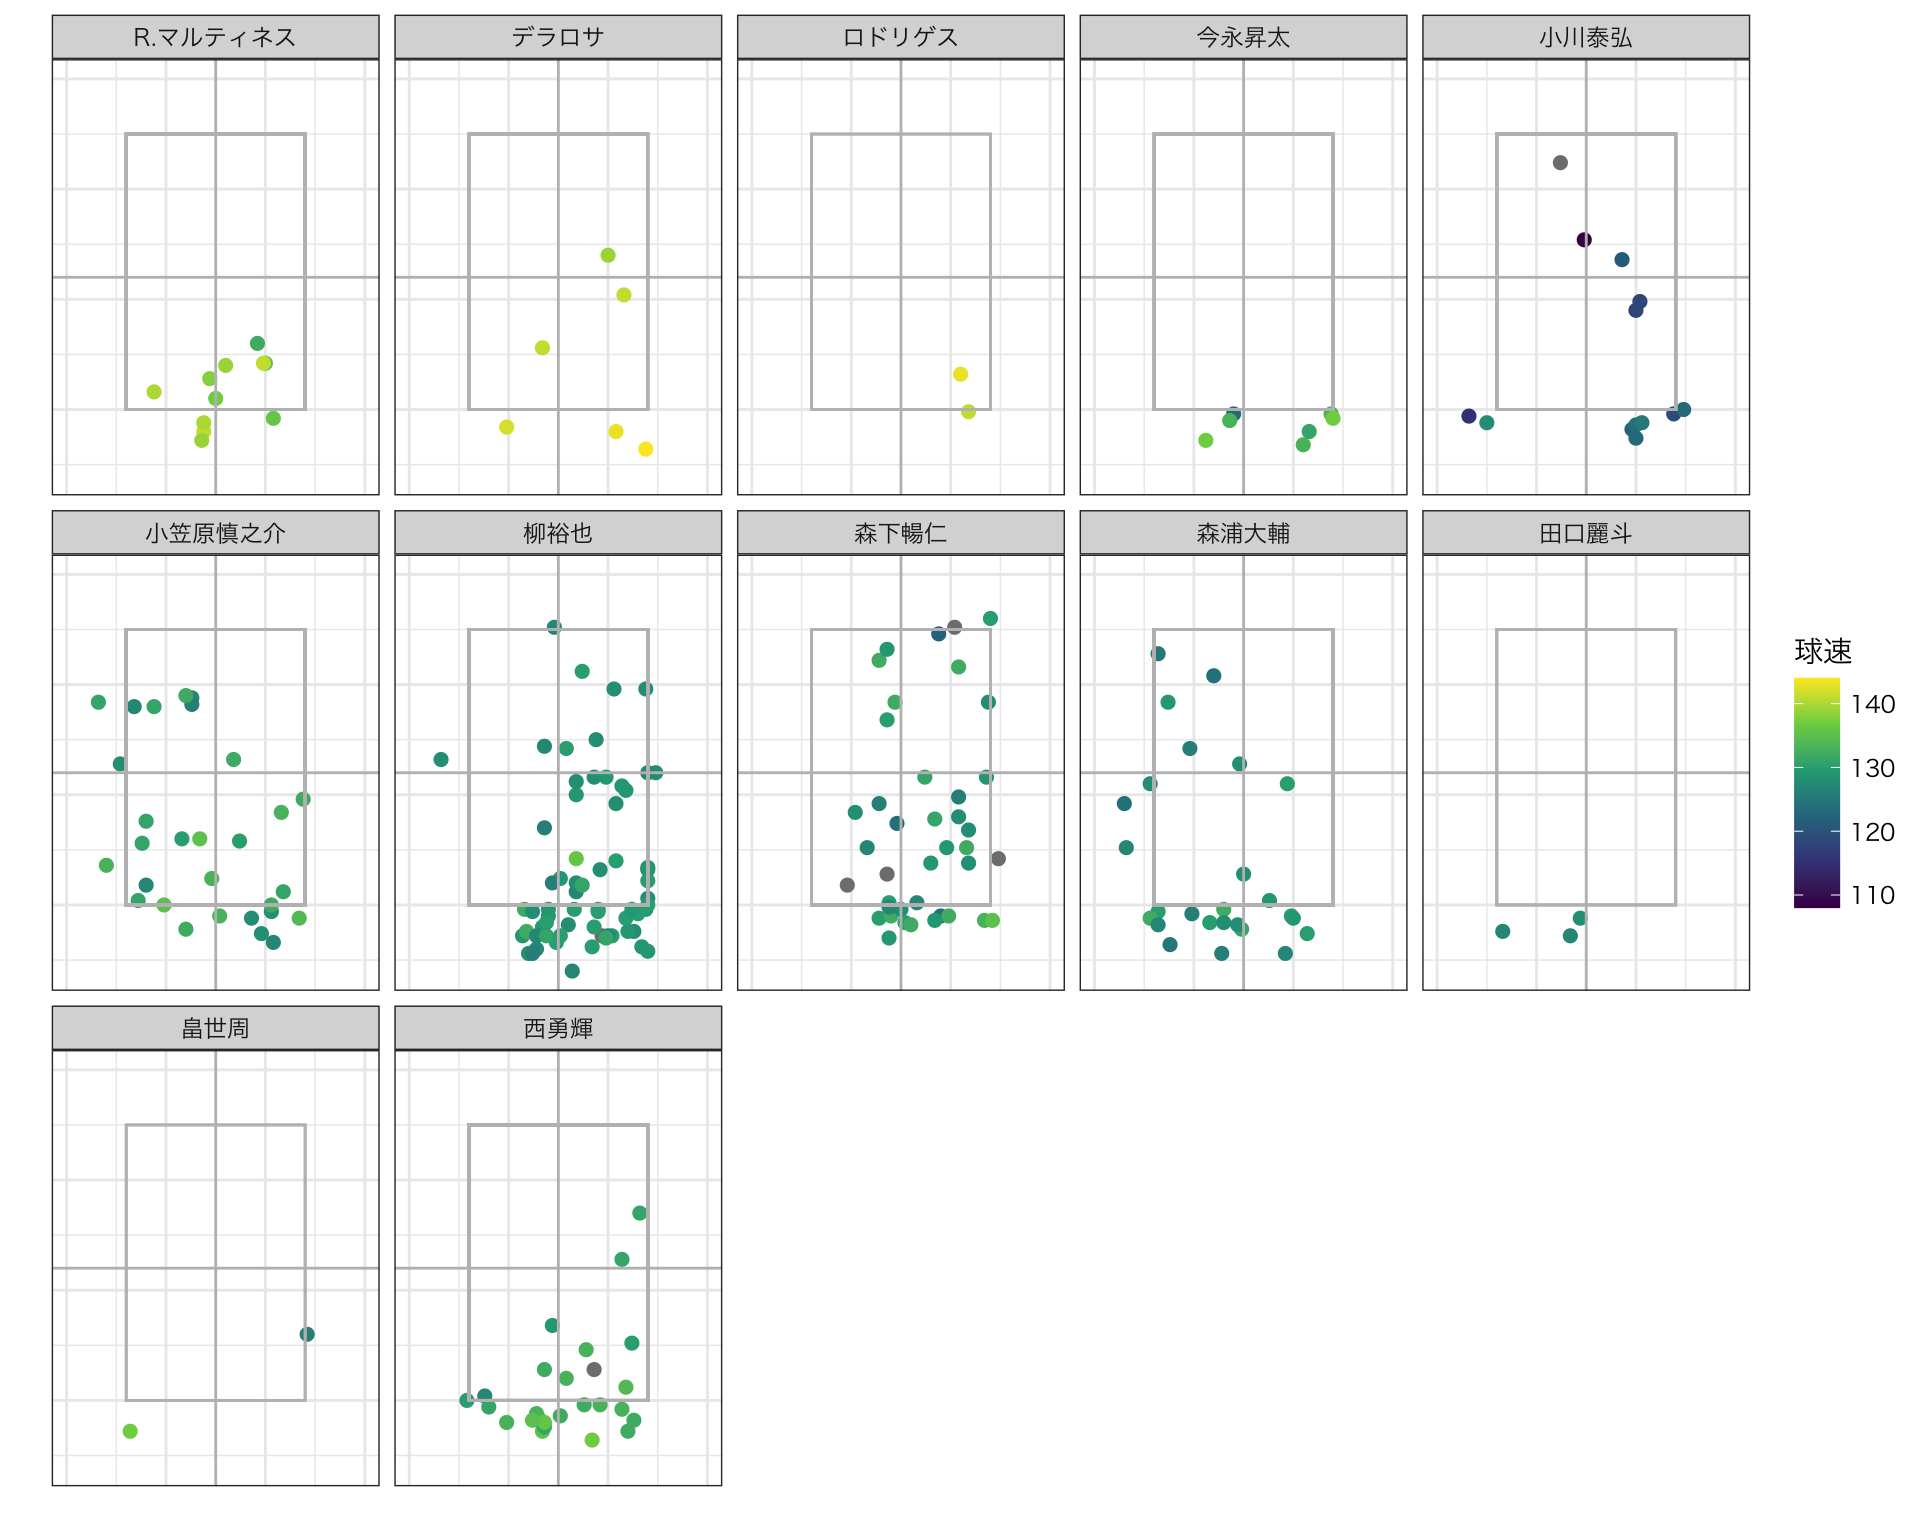 R.マルティネス
デラロサ
ロドリゲス
今永昇太
小川泰弘
小笠原慎之介
柳裕也
森下暢仁
森浦大輔
田口麗斗
畠世周
西勇輝
球速
140
130
120
110